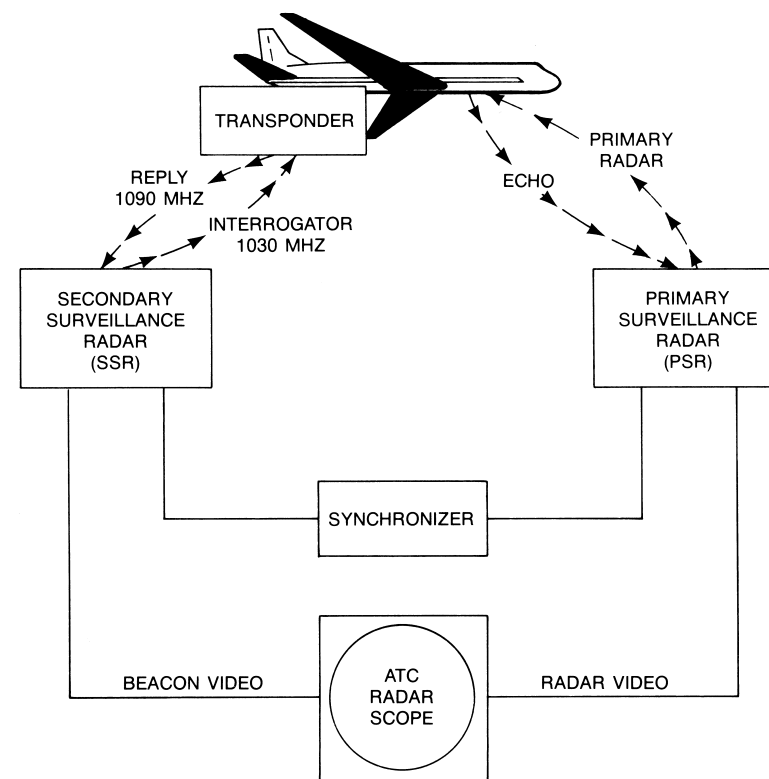 TRANSPONDER
PRIMARY
RADAR
REPLY
1090 MHZ
ECHO
INTERROGATOR
1030 MHZ
SECONDARY
SURVEILLANCE
RADAR
(SSR)
PRIMARY
SURVEILLANCE
RADAR
(PSR)
SYNCHRONIZER
BEACON VIDEO
ATC
RADAR
SCOPE
RADAR VIDEO